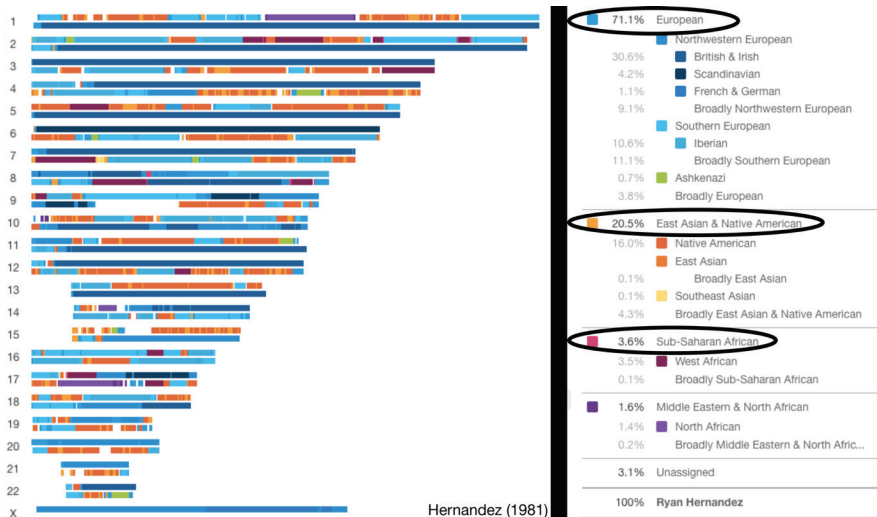 1
2
3
4
5
6
7
8
9
10
11
12
13
14
15
16
17
18
19
20
21
22
X
Hernandez (1981)
71.1% European
Northwestern European
30.6% British & Irish
4.2% Scandinavian
1.1% French & German
9.1% Broadly Northwestern European
Southern European
10.6% Iberian
11.1% Broadly Southern European
0.7% Ashkenazi
3.8% Broadly European
20.5% East Asian & Native American
16.0% Native American
East Asian
0.1% Broadly East Asian
0.1% Southeast Asian
4.3% Broadly East Asian & Native American
3.6% Sub-Saharan African
3.5% West African
0.1% Broadly Sub-Saharan African
1.6% Middle Eastern & North African
1.4% North African
0.2% Broadly Middle Eastern & North Afric...
3.1% Unassigned
100% Ryan Hernandez